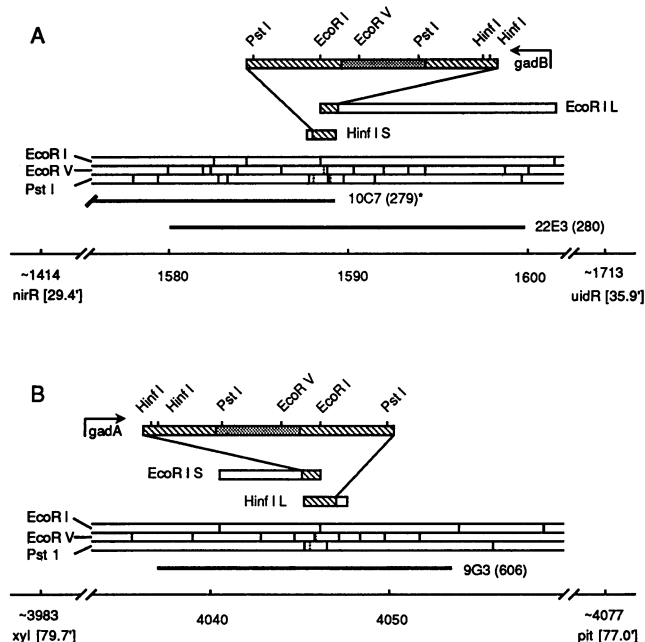 A
Pst I
EcoR I
EcoR V
Pst I
Hinf I
Hinf I
gadB
EcoR I L
Hinf I S
EcoR I
EcoR V
Pst I
10C7 (279)*
22E3 (280)
~1414
1580
1590
1600
~1713
nirR [29.4']
uidR [35.9']
B
Hinf I
Hinf I
Pst I
EcoR V
EcoR I
Pst I
gadA
EcoR I S
Hinf I L
EcoR I
EcoR V
Pst 1
9G3 (606)
~3983
4040
4050
~4077
xyl [79.7']
pit [77.0']